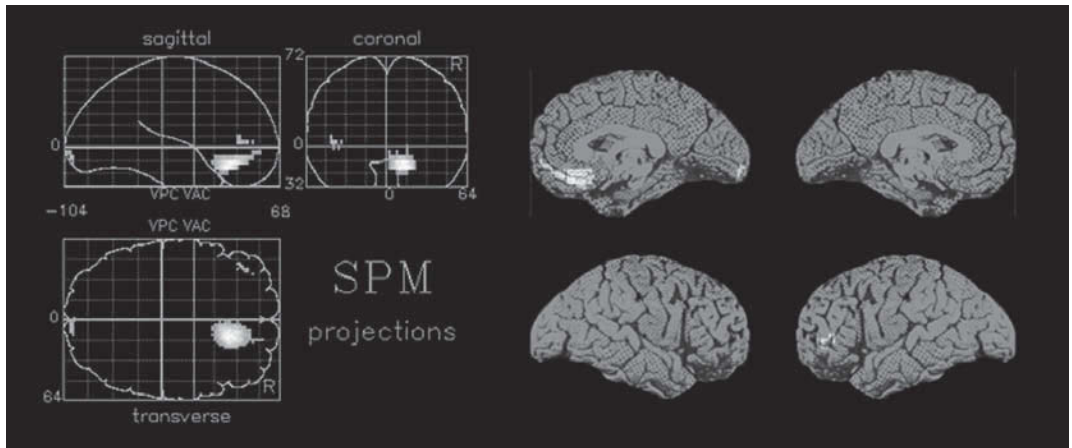 sagittal
coronal
72
R
0
0
32
VPC VAC
0
64
-104
68
VPC VAC
0
64
R
transverse
SPM
projections